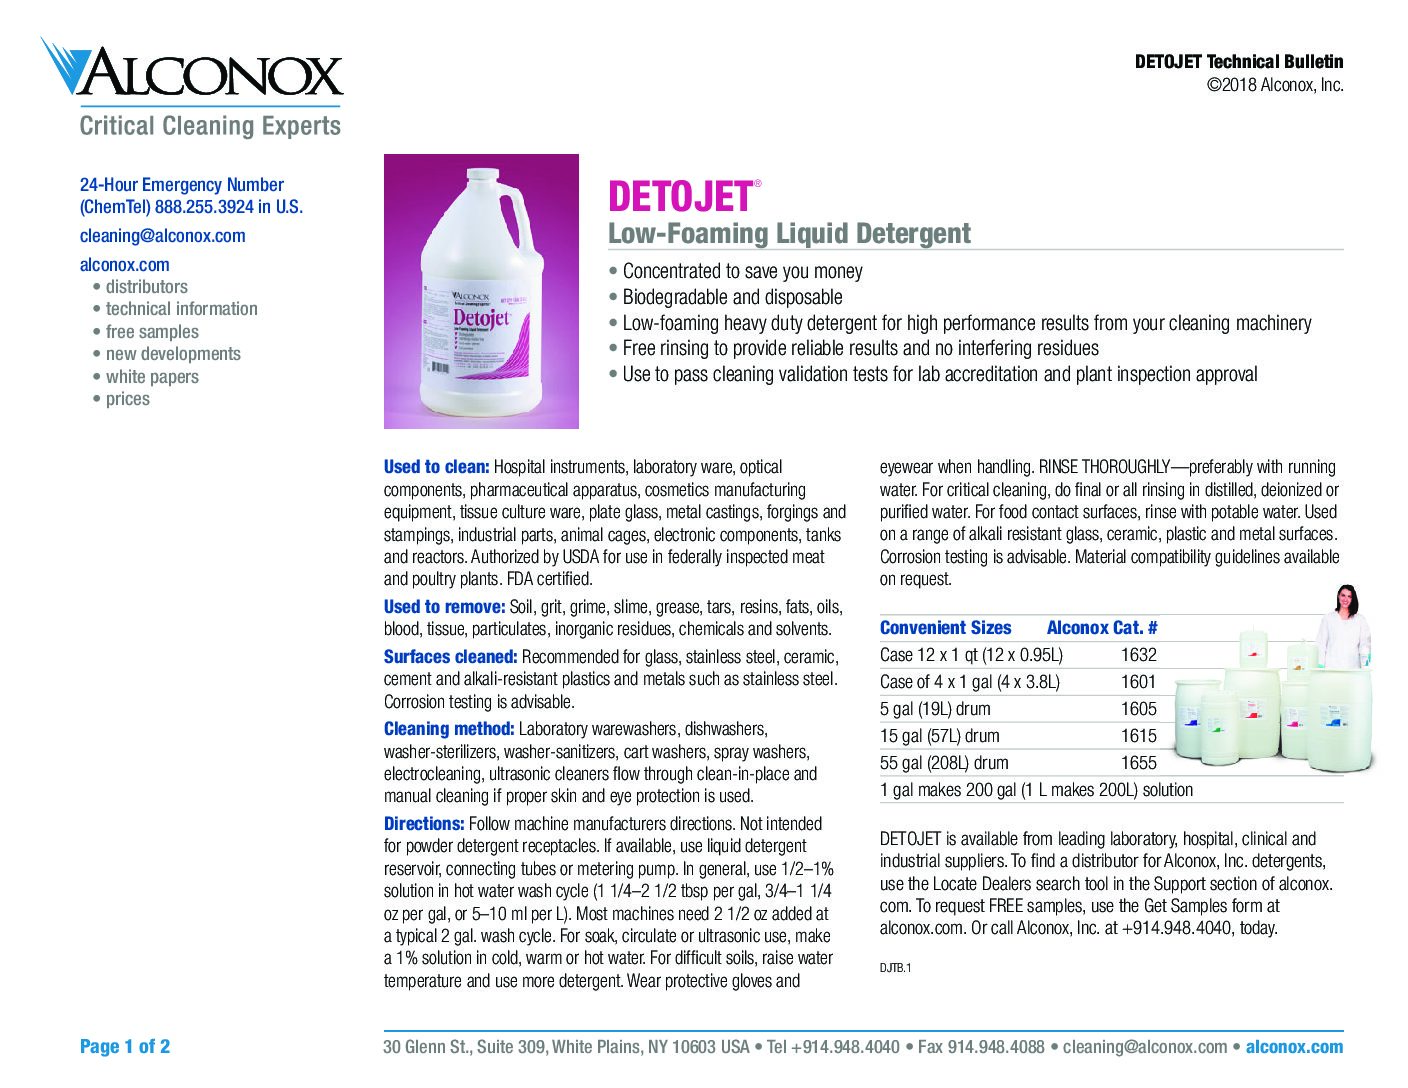 ALCONOX
Critical Cleaning Experts
DETOJET Technical Bulletin
©2018 Alconox, Inc.
24-Hour Emergency Number
(ChemTel) 888.255.3924 in U.S.
cleaning@alconox.com
alconox.com
• distributors
• technical information
• free samples
• new developments
• white papers
• prices
ALCONOX
Detojet
DETOJET®
Low-Foaming Liquid Detergent
• Concentrated to save you money
• Biodegradable and disposable
• Low-foaming heavy duty detergent for high performance results from your cleaning machinery
• Free rinsing to provide reliable results and no interfering residues
• Use to pass cleaning validation tests for lab accreditation and plant inspection approval
Used to clean: Hospital instruments, laboratory ware, optical
components, pharmaceutical apparatus, cosmetics manufacturing
equipment, tissue culture ware, plate glass, metal castings, forgings and
stampings, industrial parts, animal cages, electronic components, tanks
and reactors. Authorized by USDA for use in federally inspected meat
and poultry plants. FDA certified.
Used to remove: Soil, grit, grime, slime, grease, tars, resins, fats, oils,
blood, tissue, particulates, inorganic residues, chemicals and solvents.
Surfaces cleaned: Recommended for glass, stainless steel, ceramic,
cement and alkali-resistant plastics and metals such as stainless steel.
Corrosion testing is advisable.
Cleaning method: Laboratory warewashers, dishwashers,
washer-sterilizers, washer-sanitizers, cart washers, spray washers,
electrocleaning, ultrasonic cleaners flow through clean-in-place and
manual cleaning if proper skin and eye protection is used.
Directions: Follow machine manufacturers directions. Not intended
for powder detergent receptacles. If available, use liquid detergent
reservoir, connecting tubes or metering pump. In general, use 1/2–1%
solution in hot water wash cycle (1 1/4–2 1/2 tbsp per gal, 3/4–1 1/4
oz per gal, or 5–10 ml per L). Most machines need 2 1/2 oz added at
a typical 2 gal. wash cycle. For soak, circulate or ultrasonic use, make
a 1% solution in cold, warm or hot water. For difficult soils, raise water
temperature and use more detergent. Wear protective gloves and
eyewear when handling. RINSE THOROUGHLY—preferably with running
water. For critical cleaning, do final or all rinsing in distilled, deionized or
purified water. For food contact surfaces, rinse with potable water. Used
on a range of alkali resistant glass, ceramic, plastic and metal surfaces.
Corrosion testing is advisable. Material compatibility guidelines available
on request.
Convenient Sizes Alconox Cat. #
Case 12 x 1 qt (12 x 0.95L) 1632
Case of 4 x 1 gal (4 x 3.8L) 1601
5 gal (19L) drum 1605
15 gal (57L) drum 1615
55 gal (208L) drum 1655
1 gal makes 200 gal (1 L makes 200L) solution
DETOJET is available from leading laboratory, hospital, clinical and
industrial suppliers. To find a distributor for Alconox, Inc. detergents,
use the Locate Dealers search tool in the Support section of alconox.
com. To request FREE samples, use the Get Samples form at
alconox.com. Or call Alconox, Inc. at +914.948.4040, today.
DJTB.1
Page 1 of 2
30 Glenn St., Suite 309, White Plains, NY 10603 USA • Tel +914.948.4040 • Fax 914.948.4088 • cleaning@alconox.com • alconox.com